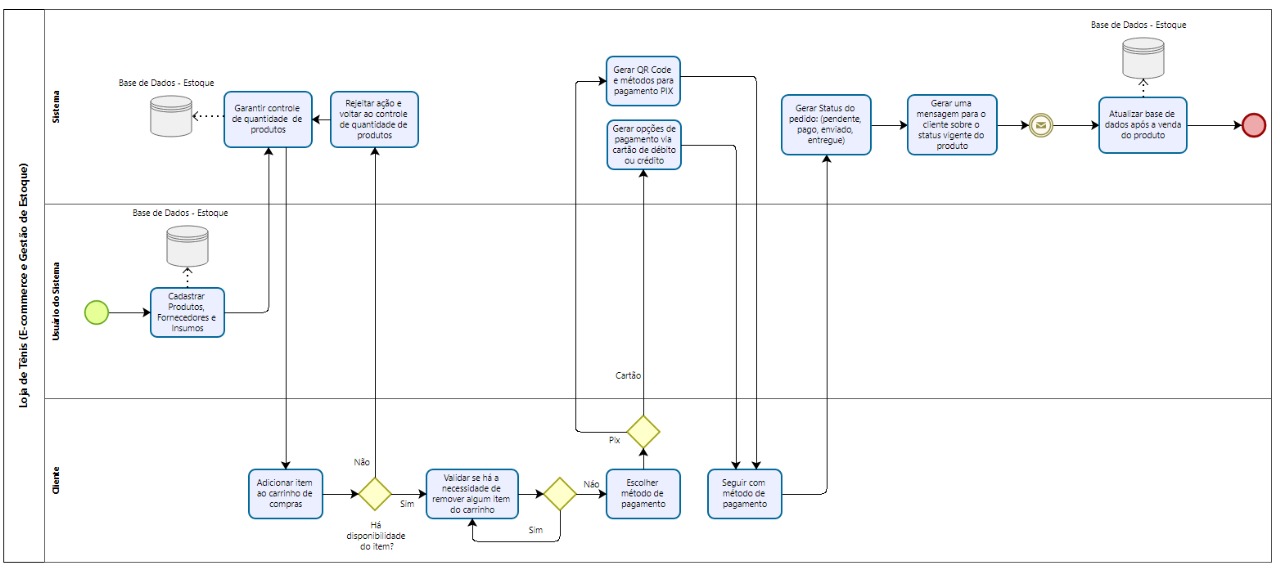 Loja de Tênis (E-commerce e Gestão de Estoque)
Sistema
Base de Dados - Estoque
Garantir controle
de quantidade de
produtos
Rejeitar ação e
voltar ao controle
de quantidade de
produtos
Gerar QR Code
e métodos para
pagamento PIX
Gerar opções de
pagamento via
cartão de débito
ou crédito
Gerar Status do
pedido: (pendente,
pago, enviado,
entregue)
Gerar uma
mensagem para o
cliente sobre o
status vigente do
produto
Base de Dados - Estoque
Atualizar base de
dados após a venda
do produto
Usuário do Sistema
Base de Dados - Estoque
Cadastrar
Produtos,
Fornecedores e
Insumos
Cartão
Pix
Cliente
Adicionar item
ao carrinho de
compras
Não
Sim
Há
disponibilidade
do item?
Validar se há a
necessidade de
remover algum item
do carrinho
Não
Sim
Escolher
método de
pagamento
Seguir com
método de
pagamento